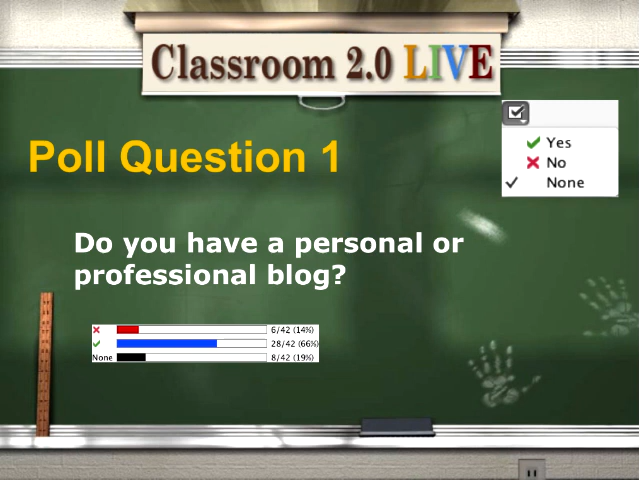 Classroom 2.0 LIVE
Poll Question 1
Yes
No
None
Do you have a personal or
professional blog?
6/42 (14%)
28/42 (66%)
None 8/42 (19%)